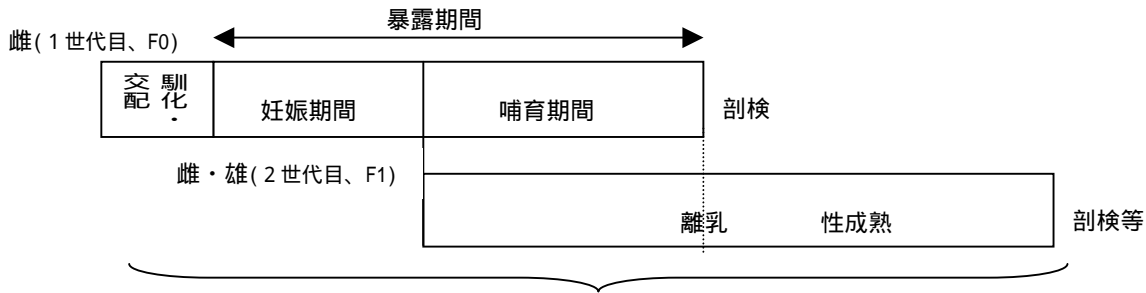 暴露期間
雌(1世代目、F0)
馴化・
交配
妊娠期間
哺育期間
剖検
雌・雄(2世代目、F1)
離乳
性成熟
剖検等